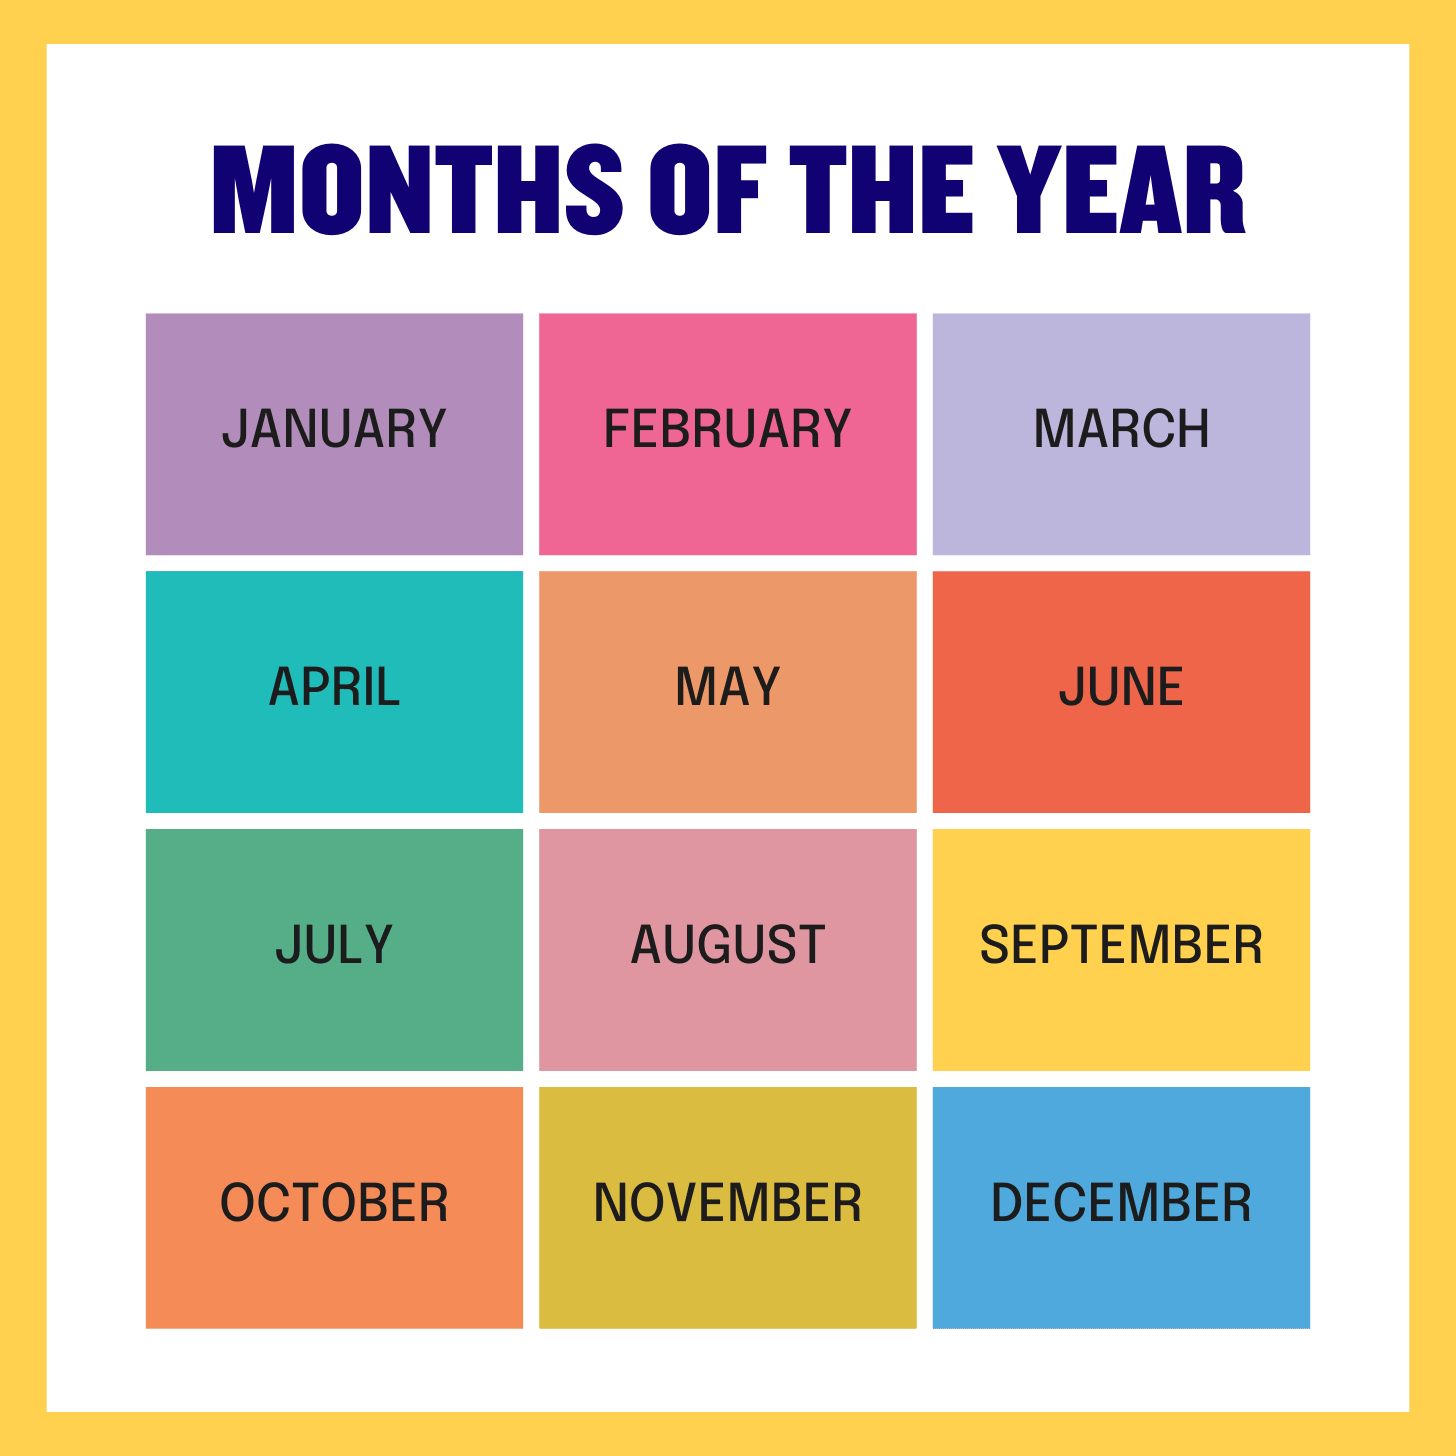 MONTHS OF THE YEAR
JANUARY
FEBRUARY
MARCH
APRIL
MAY
JUNE
JULY
AUGUST
SEPTEMBER
OCTOBER
NOVEMBER
DECEMBER